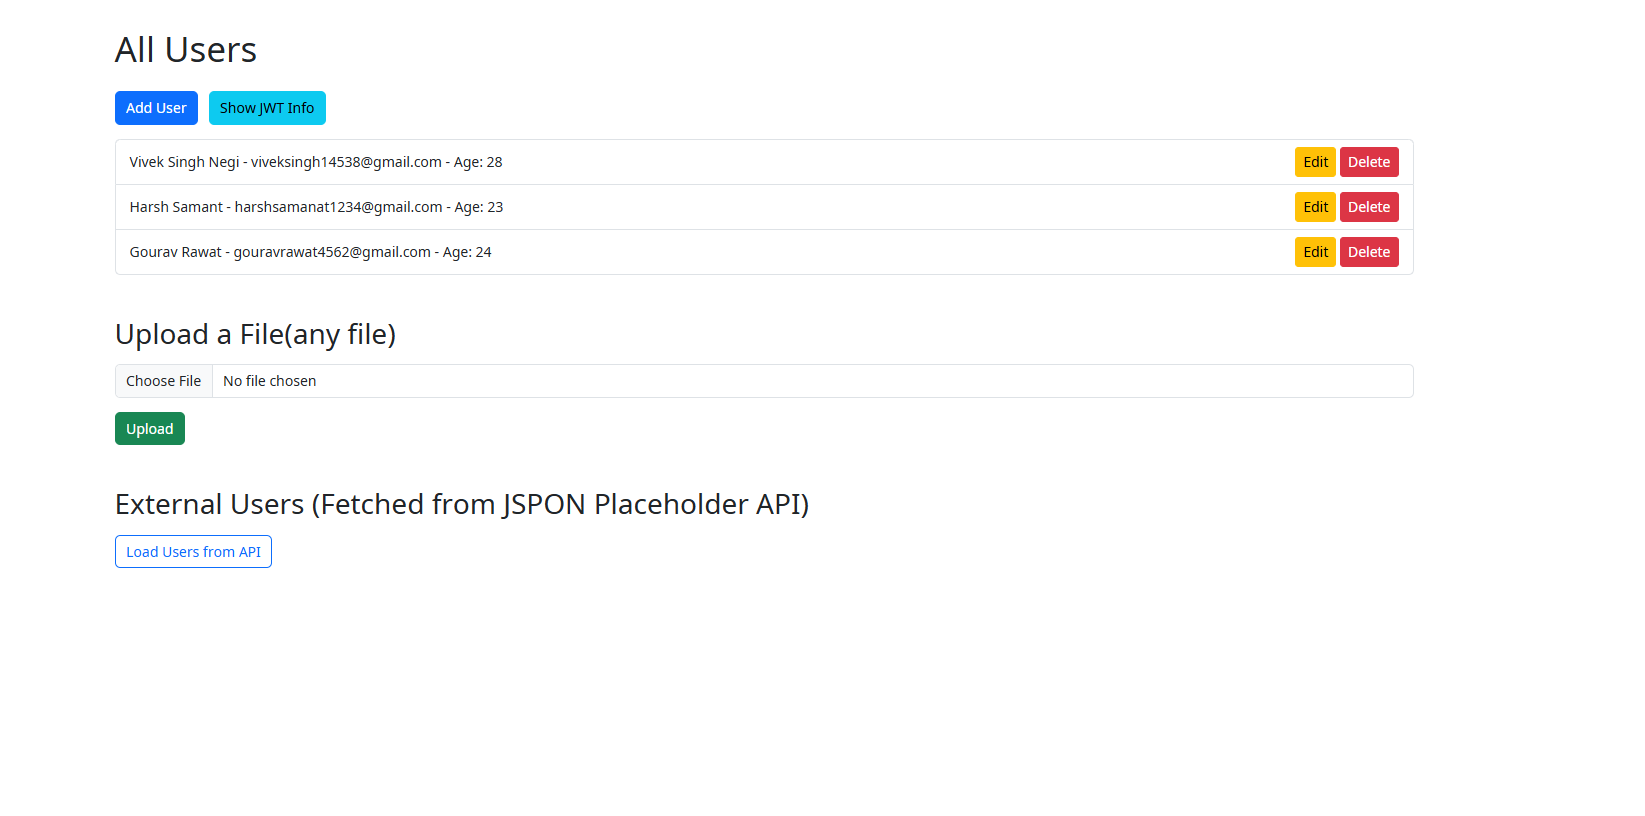 All Users
Add User Show JWT Info
Vivek Singh Negi - viveksingh14538@gmail.com - Age: 28 Edit Delete
Harsh Samant - harshsamanat1234@gmail.com - Age: 23 Edit Delete
Gourav Rawat - gouravrawat4562@gmail.com - Age: 24 Edit Delete
Upload a File(any file)
Choose File No file chosen
Upload
External Users (Fetched from JSPON Placeholder API)
Load Users from API